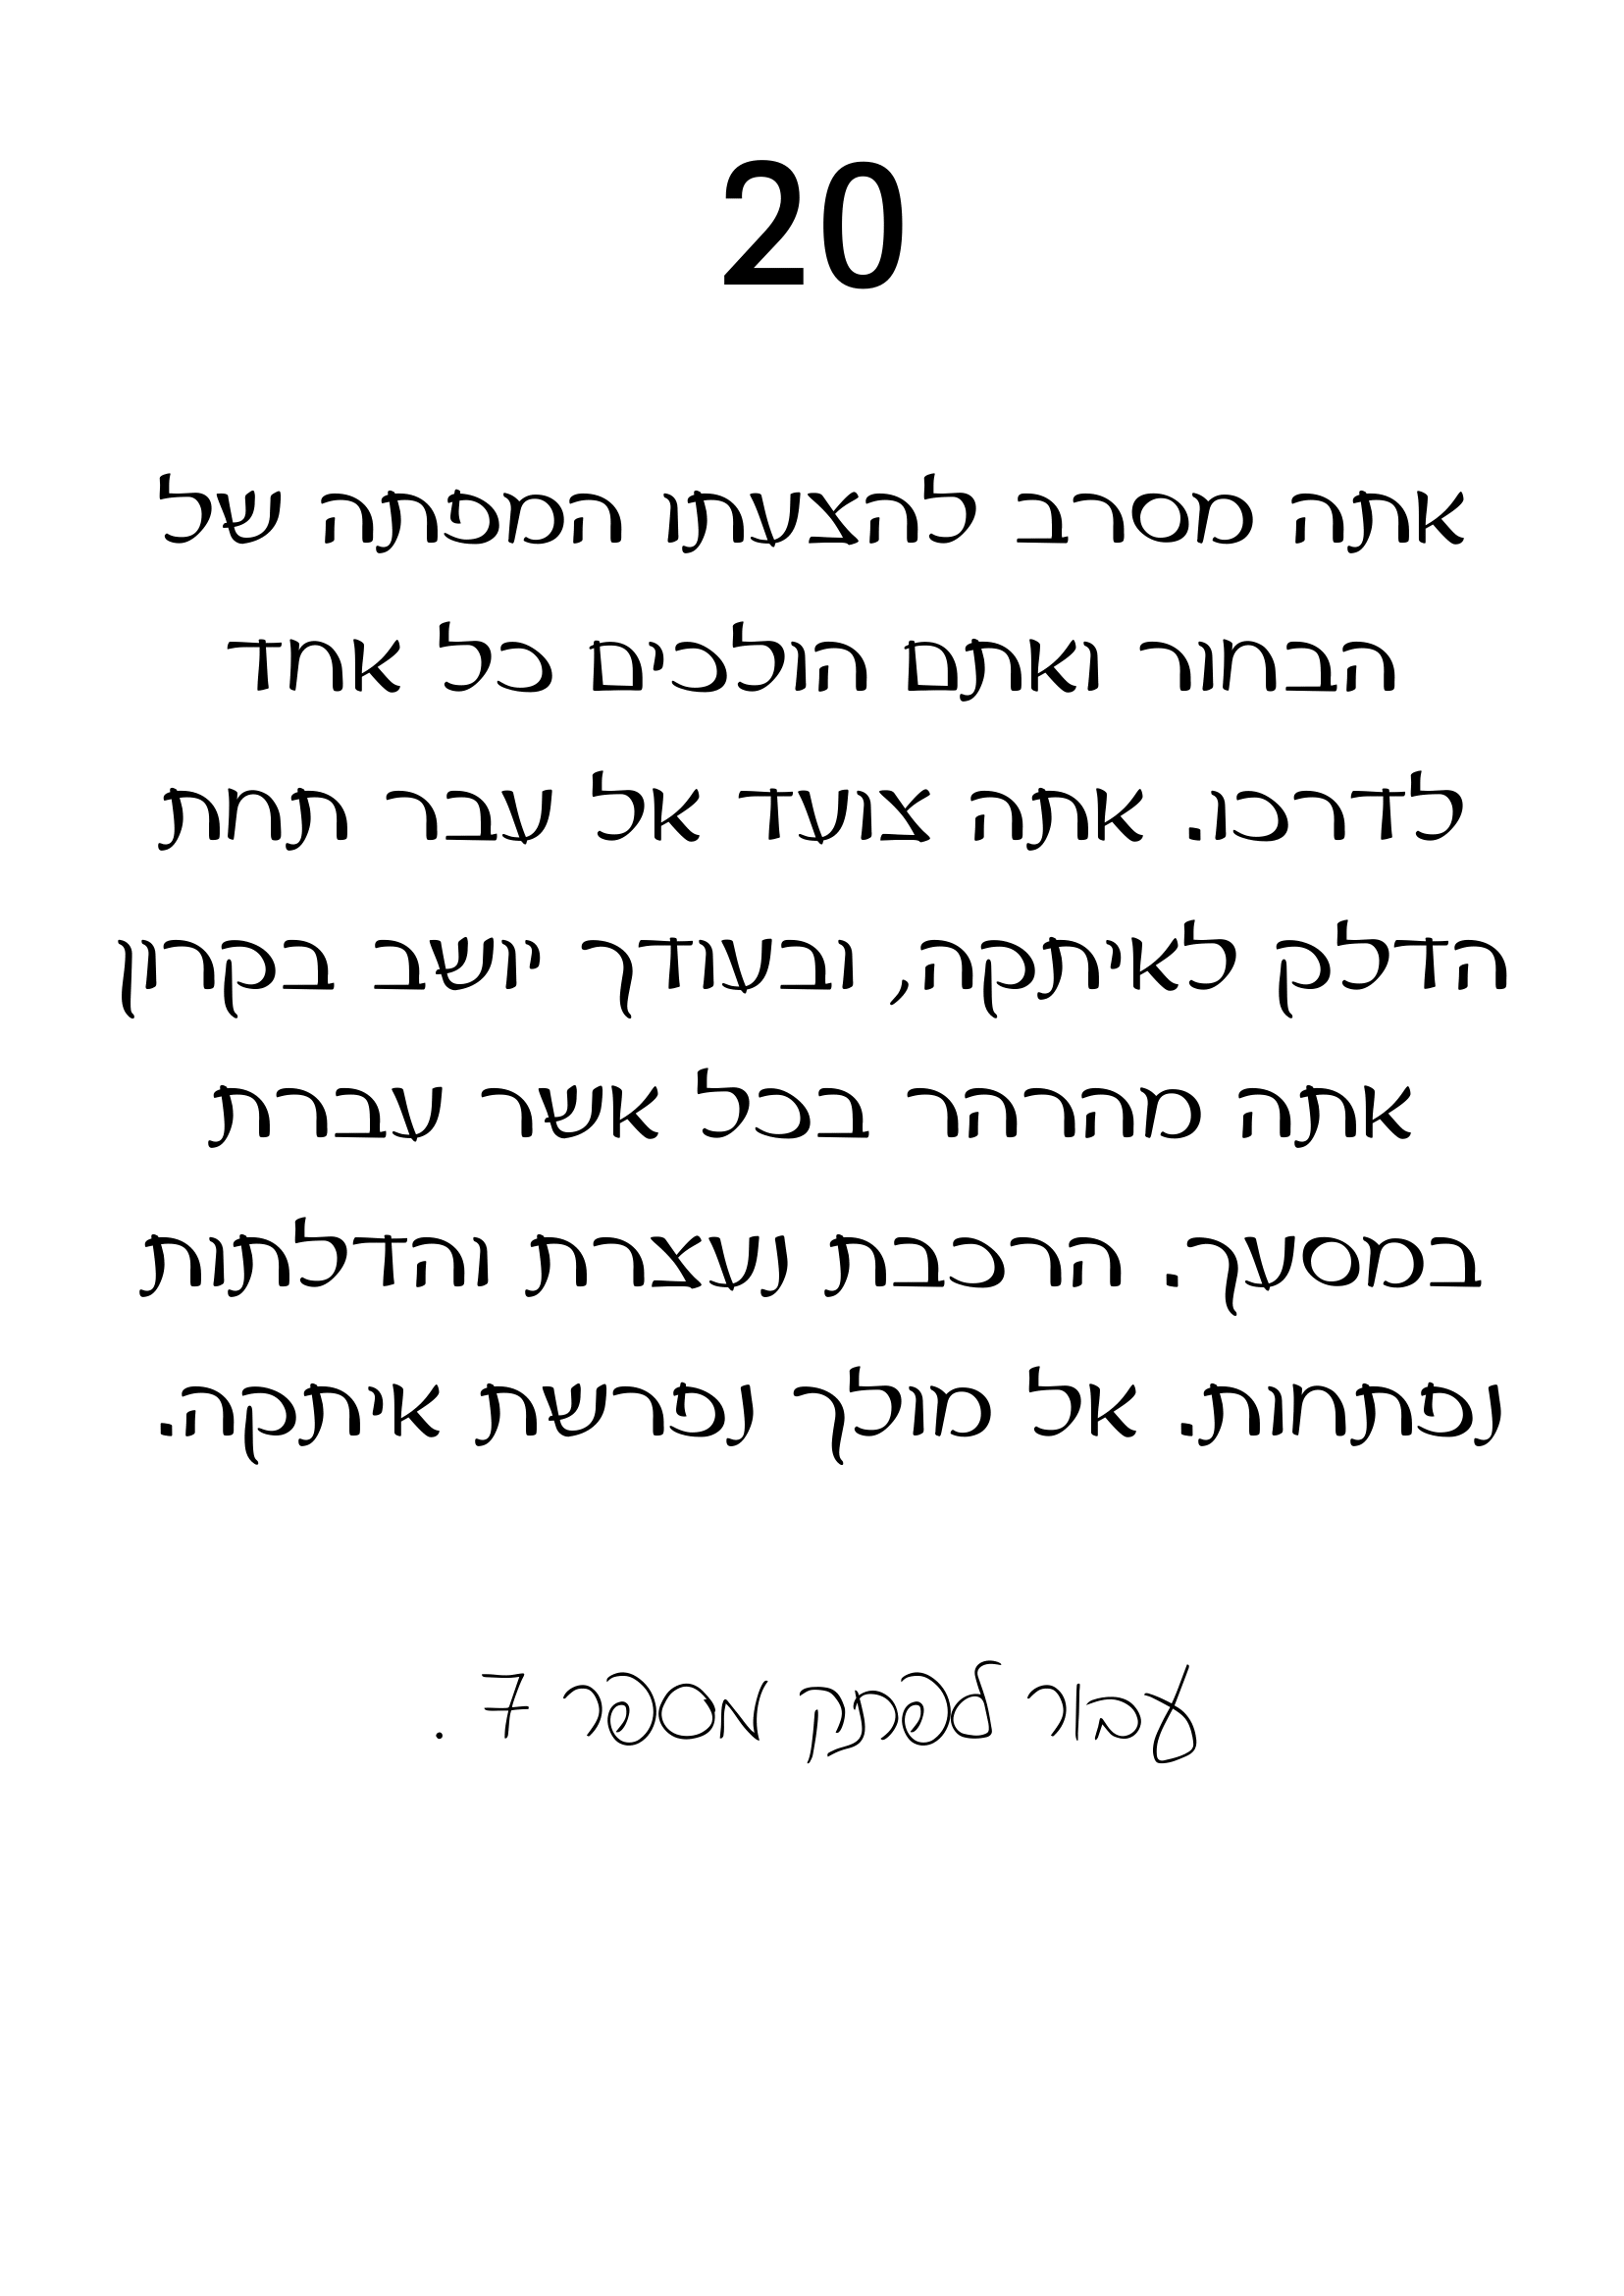 20
אתה מסרב להצעת המפתה של
הבחור ואתם הולכים כל אחד
לדרכו. אתה צועד אל עבר תחת
הדלק לאיתקה, ובעודך יושב בקרון
אתה מהרהר בכל אשר עברת
במסעך. הרכבת נעצרת והדלתות
נפתחות. אל מולך נפרשת איתקה.
עבור לפתק מספר 7.